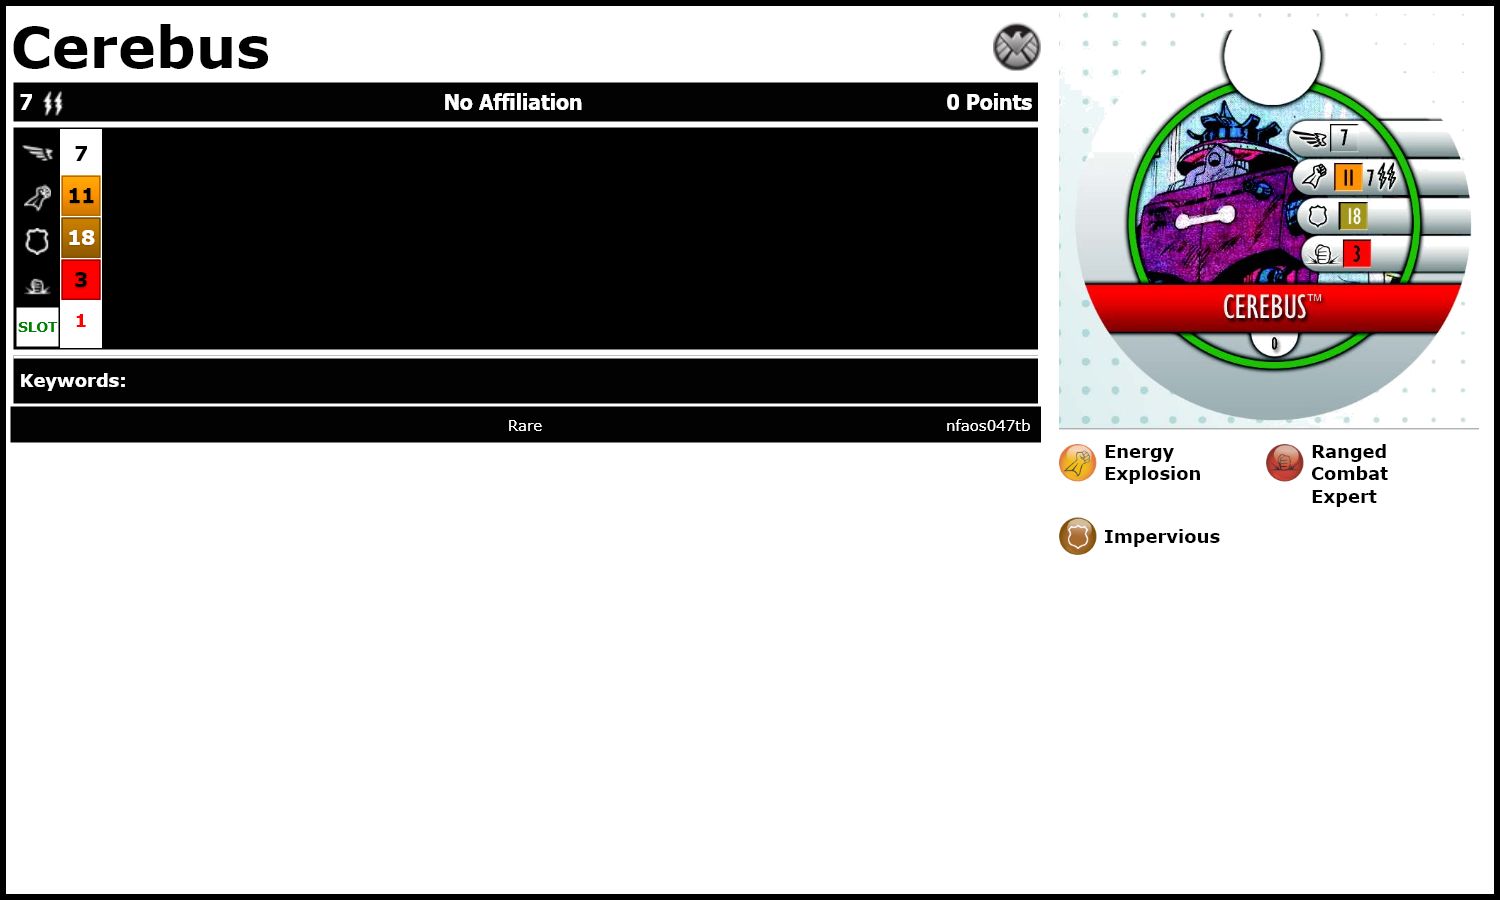 Cerebus
7 No Affiliation 0 Points
7
11
18
3
SLOT 1
Keywords:
Rare nfaos047tb
7
11 7
18
3
CEREBUS™
0
Energy Explosion
Ranged Combat Expert
Impervious